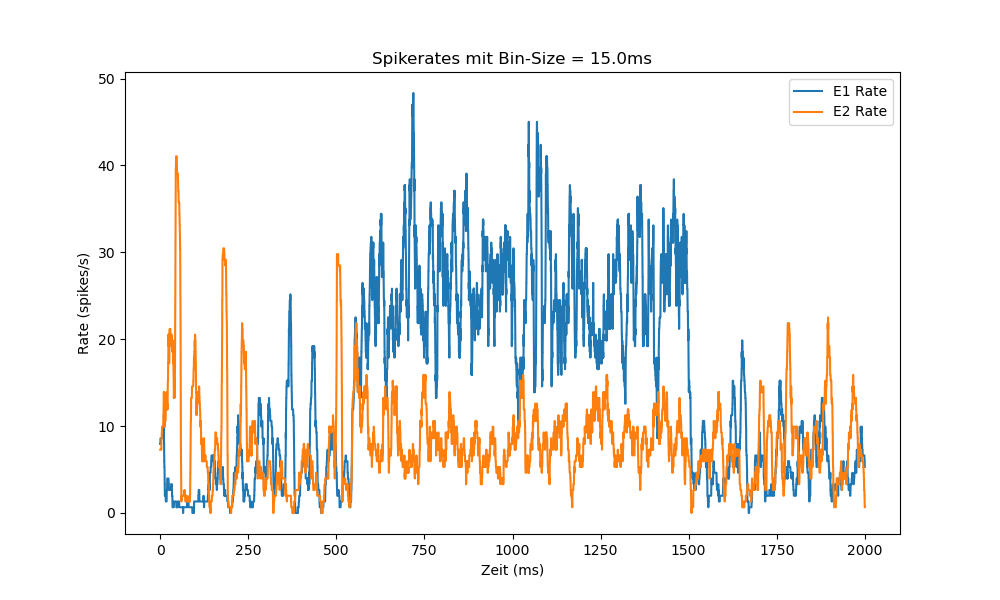 Spikerates mit Bin-Size = 15.0ms
E1 Rate
E2 Rate
50
40
30
20
10
0
Rate (spikes/s)
0 250 500 750 1000 1250 1500 1750 2000
Zeit (ms)